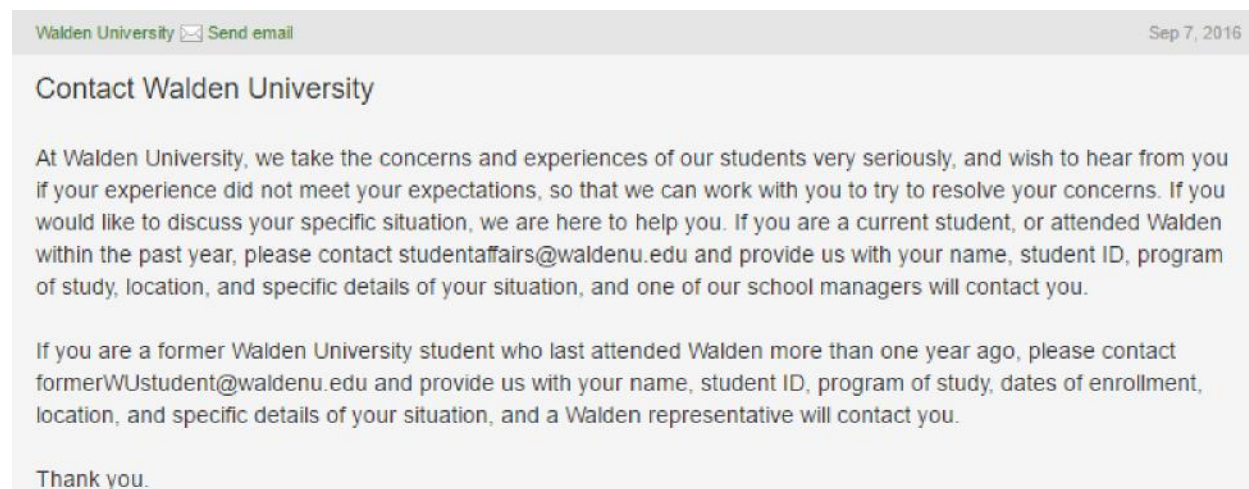 Walden University Send email Sep 7, 2016
Contact Walden University
At Walden University, we take the concerns and experiences of our students very seriously, and wish to hear from you
if your experience did not meet your expectations, so that we can work with you to try to resolve your concerns. If you
would like to discuss your specific situation, we are here to help you. If you are a current student, or attended Walden
within the past year, please contact studentaffairs@waldenu.edu and provide us with your name, student ID, program
of study, location, and specific details of your situation, and one of our school managers will contact you.
If you are a former Walden University student who last attended Walden more than one year ago, please contact
formerWUstudent@waldenu.edu and provide us with your name, student ID, program of study, dates of enrollment,
location, and specific details of your situation, and a Walden representative will contact you.
Thank you.